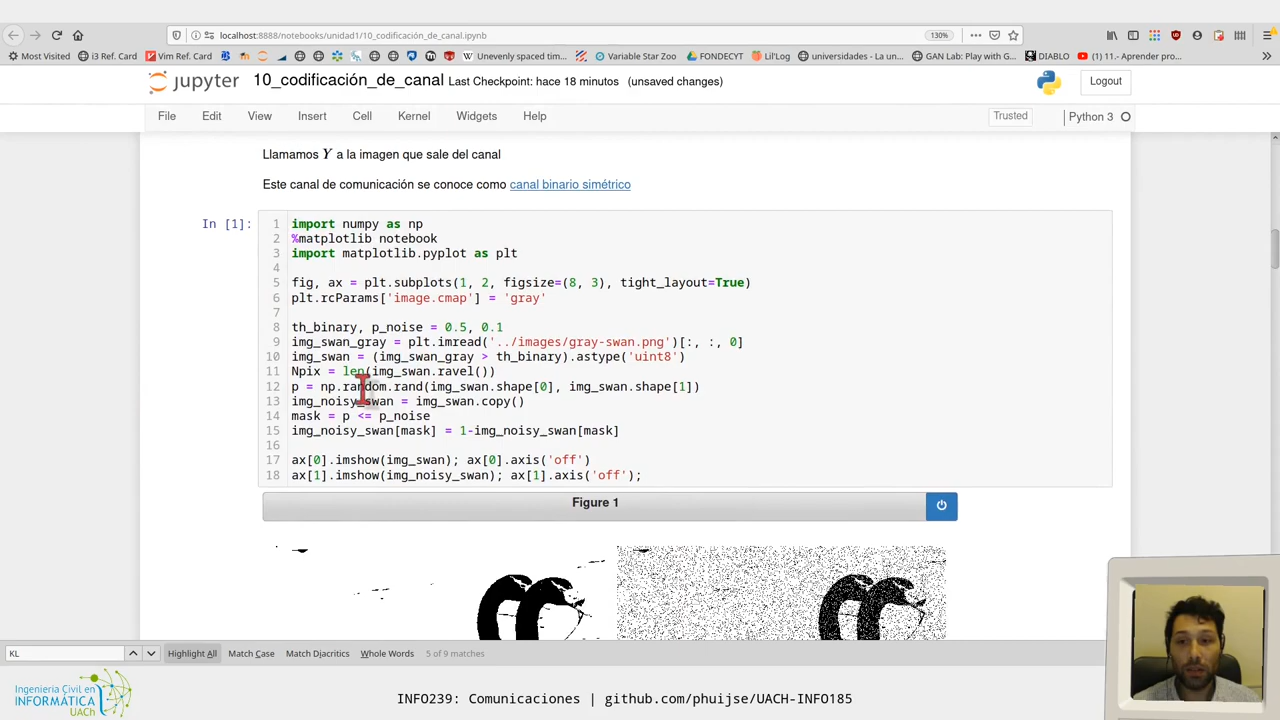 localhost:8888/notebooks/unidad1/10_codificación_de_canal.ipynb
130%
Most Visited i3 Ref. Card Vim Ref. Card Unevenly spaced tim... Variable Star Zoo FONDECYT Lil'Log universidades - La un... GAN Lab: Play with G... DIABLO (1) 11.- Aprender pro...
jupyter 10_codificación_de_canal Last Checkpoint: hace 18 minutos (unsaved changes) Logout
File Edit View Insert Cell Kernel Widgets Help Trusted Python 3
Llamamos Y a la imagen que sale del canal
Este canal de comunicación se conoce como canal binario simétrico
In [1]:
1 import numpy as np
2 %matplotlib notebook
3 import matplotlib.pyplot as plt
4
5 fig, ax = plt.subplots(1, 2, figsize=(8, 3), tight_layout=True)
6 plt.rcParams['image.cmap'] = 'gray'
7
8 th_binary, p_noise = 0.5, 0.1
9 img_swan_gray = plt.imread('../images/gray-swan.png')[:, :, 0]
10 img_swan = (img_swan_gray > th_binary).astype('uint8')
11 Npix = len(img_swan.ravel())
12 p = np.random.rand(img_swan.shape[0], img_swan.shape[1])
13 img_noisy_swan = img_swan.copy()
14 mask = p <= p_noise
15 img_noisy_swan[mask] = 1-img_noisy_swan[mask]
16
17 ax[0].imshow(img_swan); ax[0].axis('off')
18 ax[1].imshow(img_noisy_swan); ax[1].axis('off');
Figure 1
KL Highlight All Match Case Match Diacritics Whole Words 5 of 9 matches
Ingeniería Civil en
INFORMÁTICA
UACh
INFO239: Comunicaciones | github.com/phuijse/UACH-INFO185